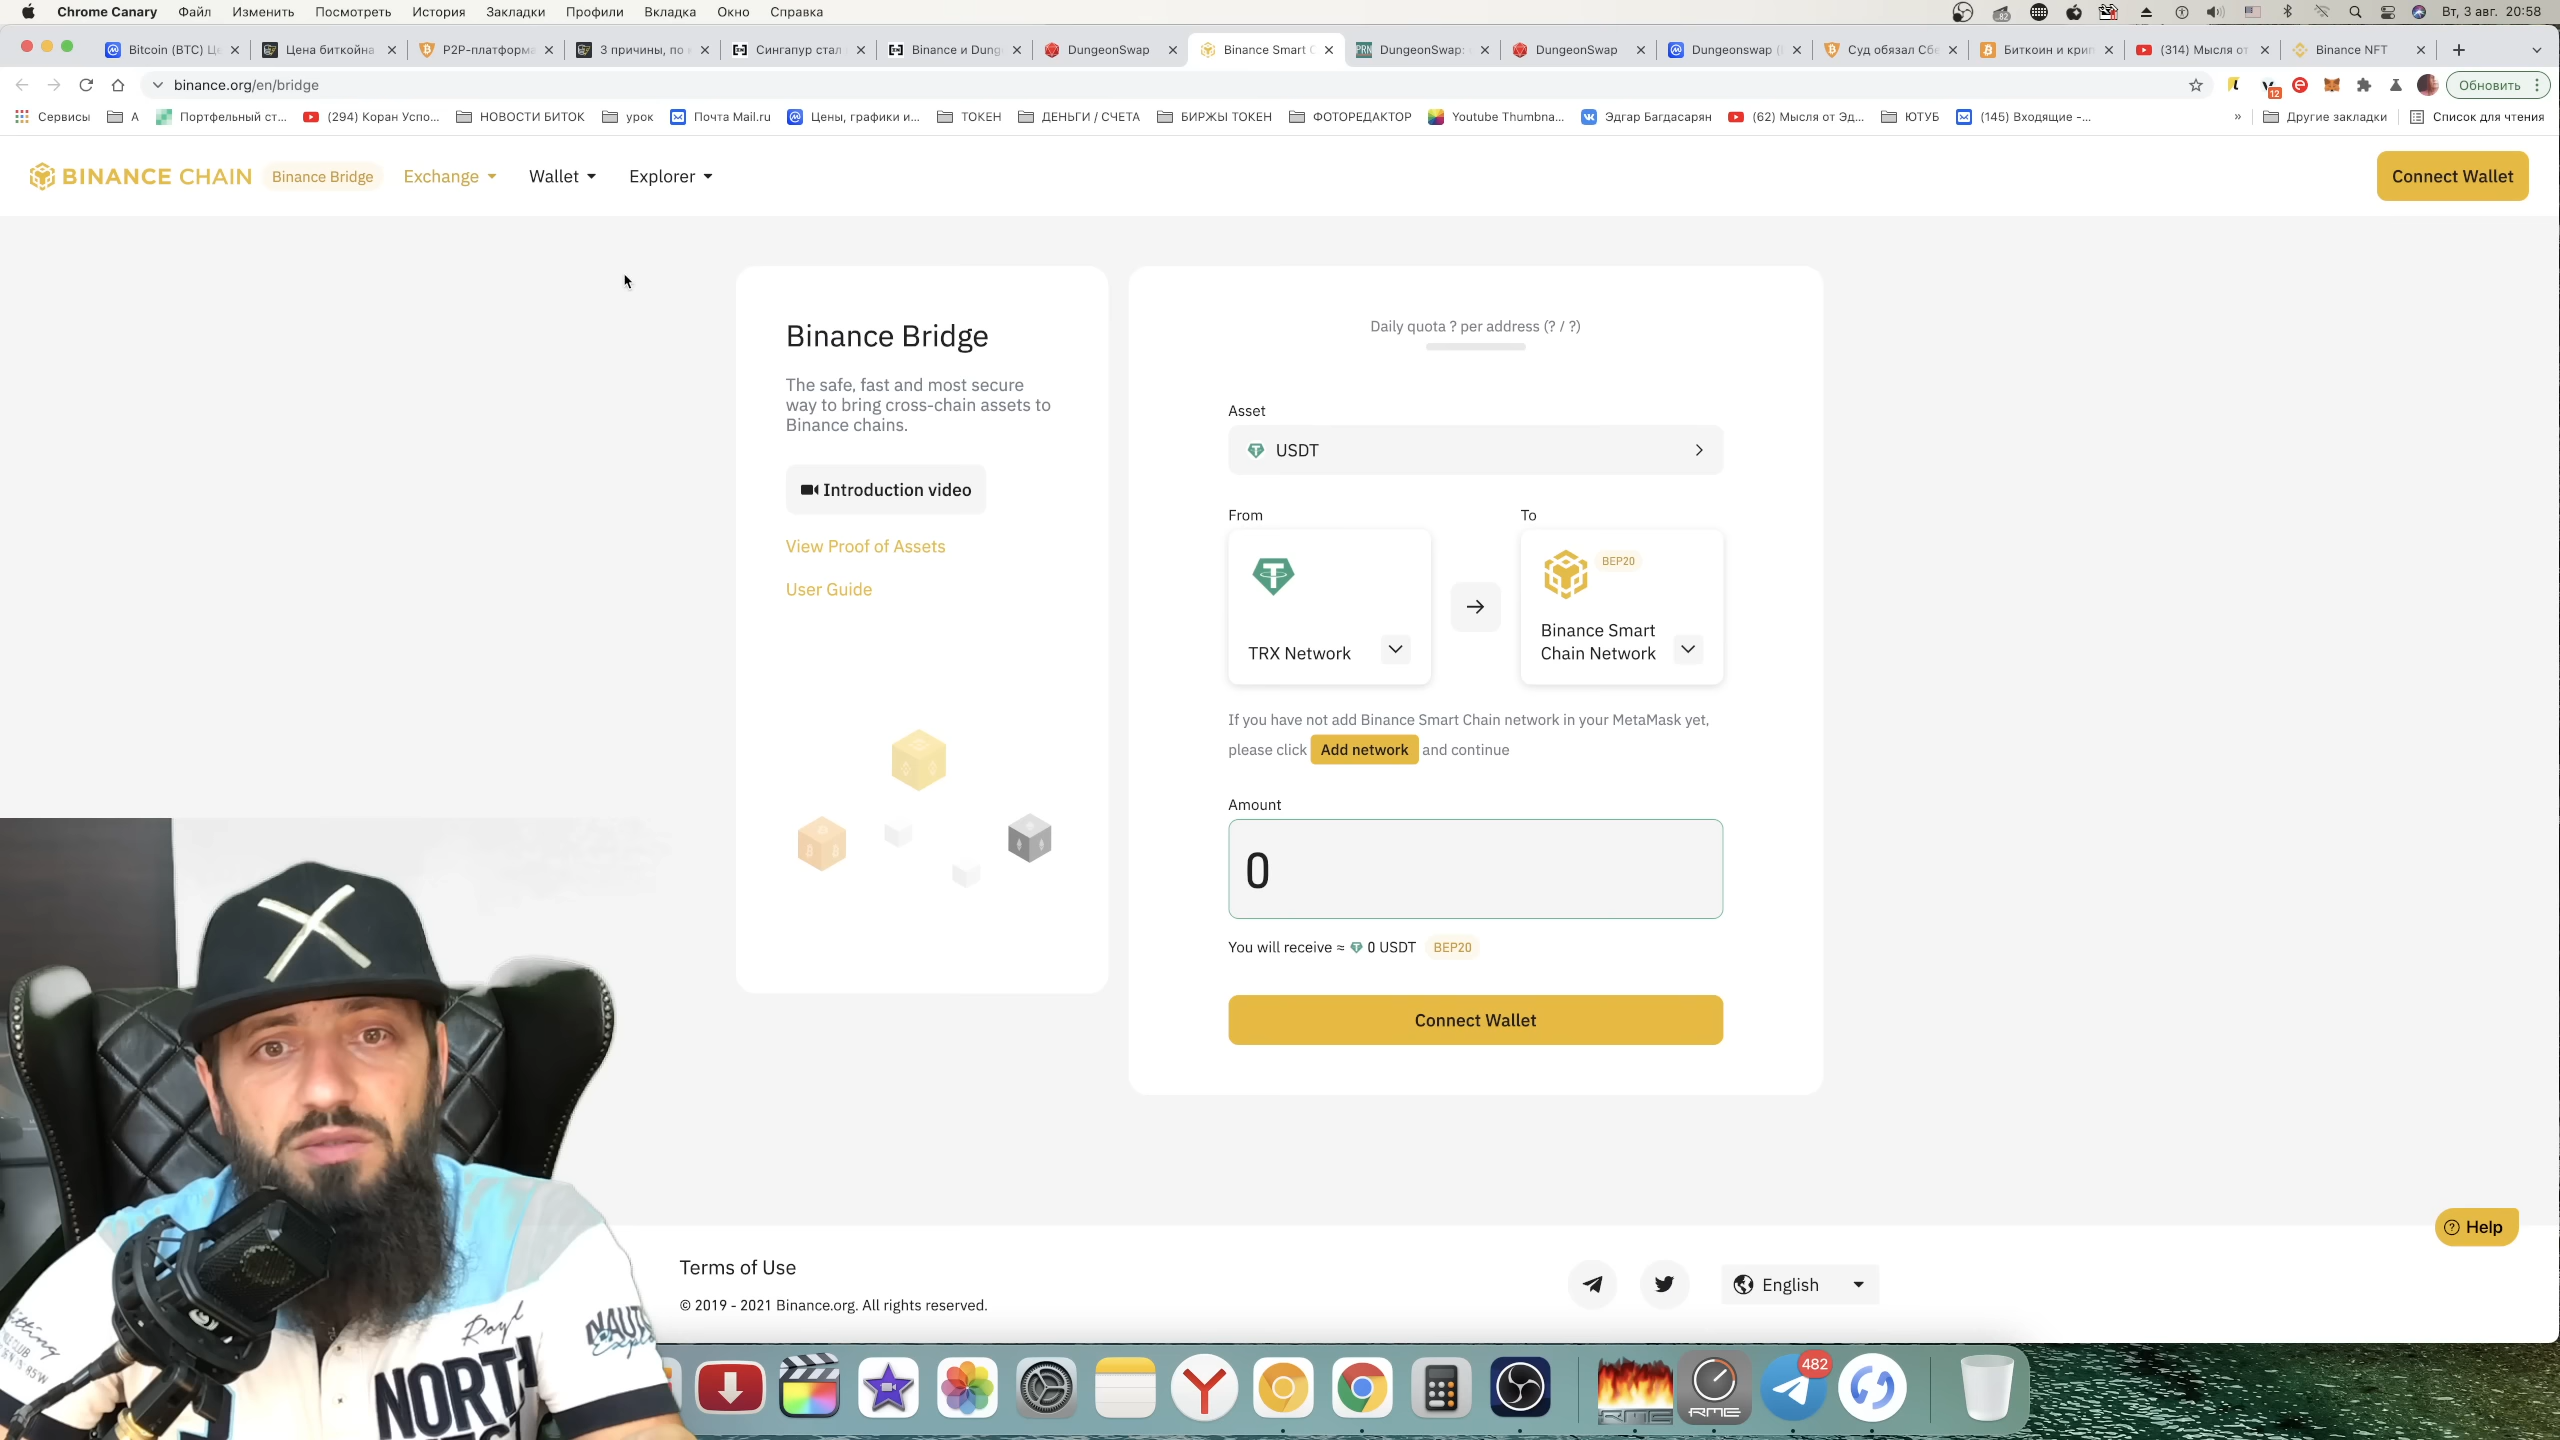 Chrome Canary Файл Изменить Посмотреть История Закладки Профили Вкладка Окно Справка
82
Вт, 3 авг. 20:58
Bitcoin (BTC) Це
Цена биткойна
P2P-платформа
3 причины, по к
Сингапур стал
Binance и Dung
DungeonSwap
Binance Smart C
DungeonSwap:
DungeonSwap
Dungeonswap (
Суд обязал Сбе
Биткоин и крип
(314) Мысля от
Binance NFT
binance.org/en/bridge
12
Обновить
Сервисы
А
Портфельный ст...
(294) Коран Успо...
НОВОСТИ БИТОК
урок
Почта Mail.ru
Цены, графики и...
ТОКЕН
ДЕНЬГИ / СЧЕТА
БИРЖЫ ТОКЕН
ФОТОРЕДАКТОР
Youtube Thumbna...
Эдгар Багдасарян
(62) Мысля от Эд...
ЮТУБ
(145) Входящие -...
»
Другие закладки
Список для чтения
BINANCE CHAIN Binance Bridge Exchange Wallet Explorer
Connect Wallet
Binance Bridge
The safe, fast and most secure
way to bring cross-chain assets to
Binance chains.
Introduction video
View Proof of Assets
User Guide
Daily quota ? per address (? / ?)
Asset
USDT
From
To
BEP20
TRX Network
Binance Smart
Chain Network
If you have not add Binance Smart Chain network in your MetaMask yet,
please click Add network and continue
Amount
0
You will receive ≈ 0 USDT BEP20
Connect Wallet
Help
Terms of Use
© 2019 - 2021 Binance.org. All rights reserved.
English
482
RME
RME
NORT